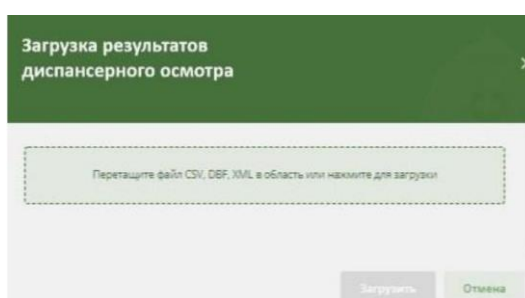 Загрузка результатов
диспансерного осмотра
Перетащите файл CSV, DBF, XML в область или нажмите для загрузки
Загрузить Отмена